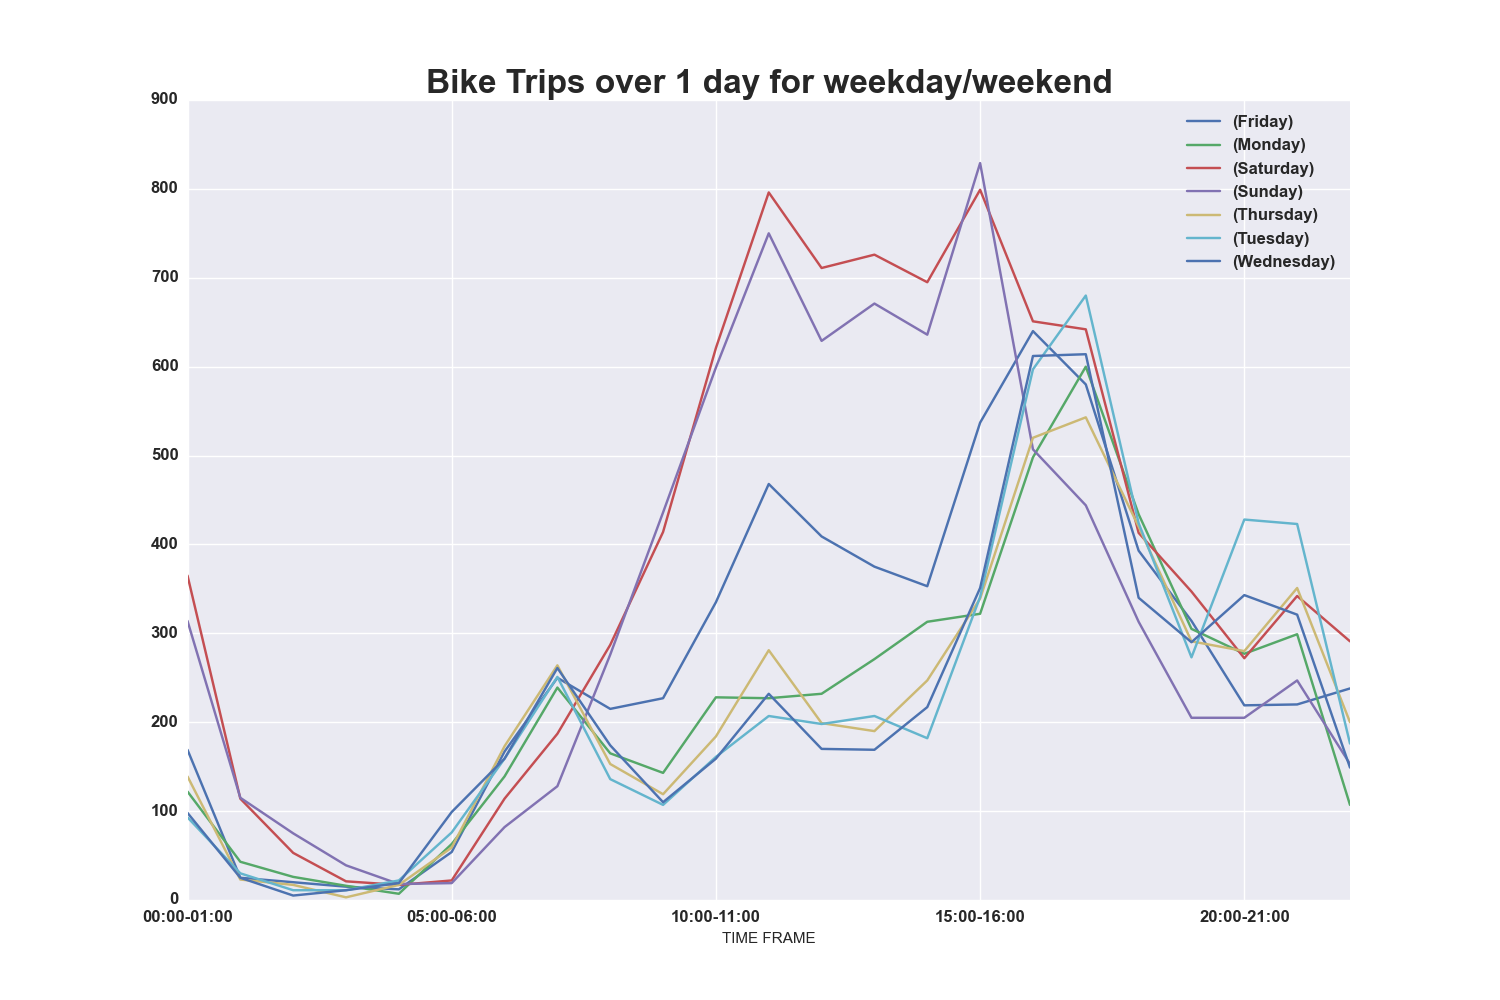 Bike Trips over 1 day for weekday/weekend
900
800
700
600
500
400
300
200
100
0
(Friday)
(Monday)
(Saturday)
(Sunday)
(Thursday)
(Tuesday)
(Wednesday)
00:00-01:00 05:00-06:00 10:00-11:00 15:00-16:00 20:00-21:00
TIME FRAME